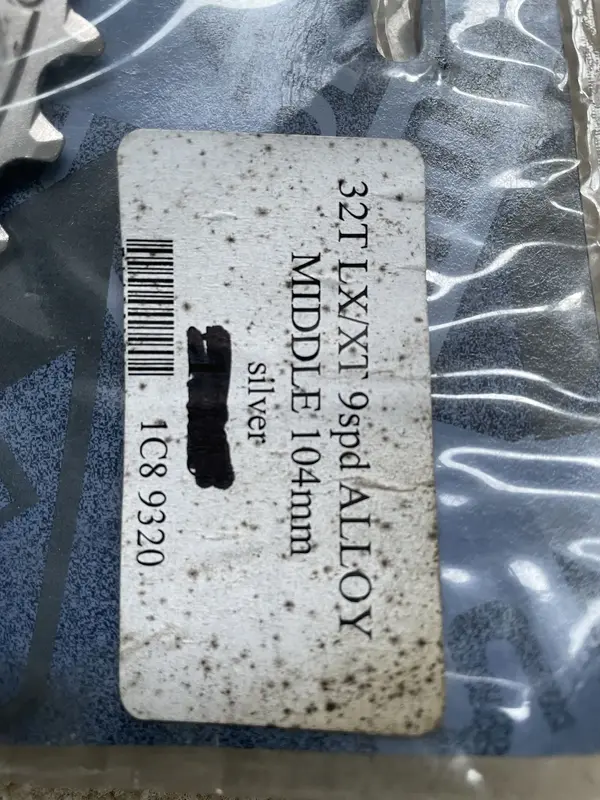 32T LX/XT 9spd ALLOY
MIDDLE 104mm
silver
1C8 9320